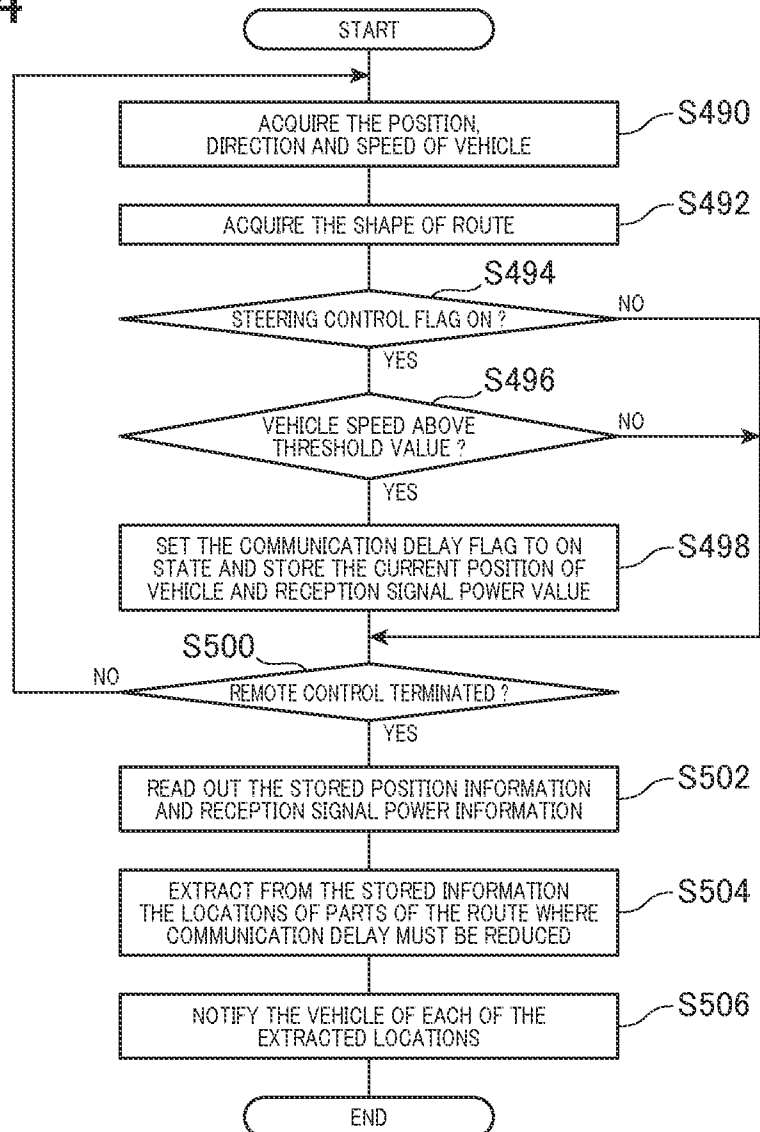 4
START
ACQUIRE THE POSITION,
DIRECTION AND SPEED OF VEHICLE
S490
ACQUIRE THE SHAPE OF ROUTE
S492
S494
STEERING CONTROL FLAG ON ?
NO
YES
S496
VEHICLE SPEED ABOVE
THRESHOLD VALUE ?
NO
YES
SET THE COMMUNICATION DELAY FLAG TO ON
STATE AND STORE THE CURRENT POSITION OF
VEHICLE AND RECEPTION SIGNAL POWER VALUE
S498
S500
NO
REMOTE CONTROL TERMINATED ?
YES
READ OUT THE STORED POSITION INFORMATION
AND RECEPTION SIGNAL POWER INFORMATION
S502
EXTRACT FROM THE STORED INFORMATION
THE LOCATIONS OF PARTS OF THE ROUTE WHERE
COMMUNICATION DELAY MUST BE REDUCED
S504
NOTIFY THE VEHICLE OF EACH OF THE
EXTRACTED LOCATIONS
S506
END